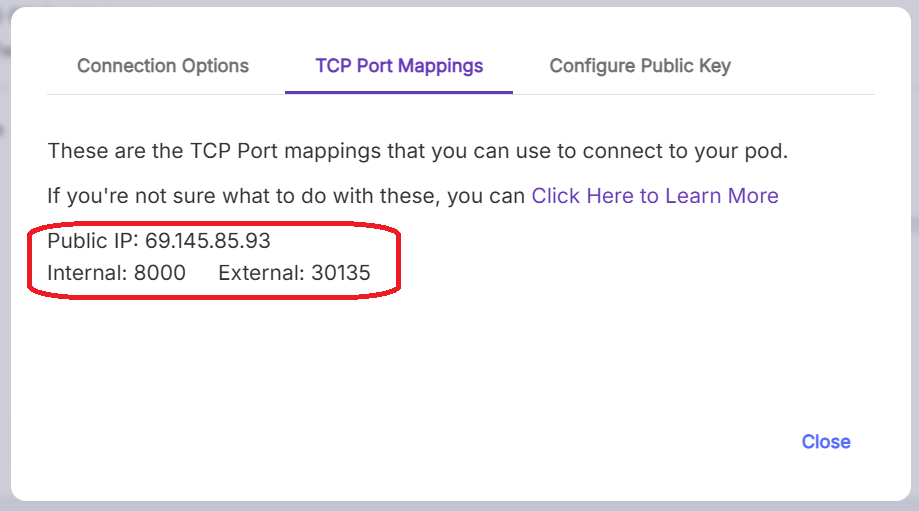 Connection Options TCP Port Mappings Configure Public Key
These are the TCP Port mappings that you can use to connect to your pod.
If you're not sure what to do with these, you can Click Here to Learn More
Public IP: 69.145.85.93
Internal: 8000 External: 30135
Close